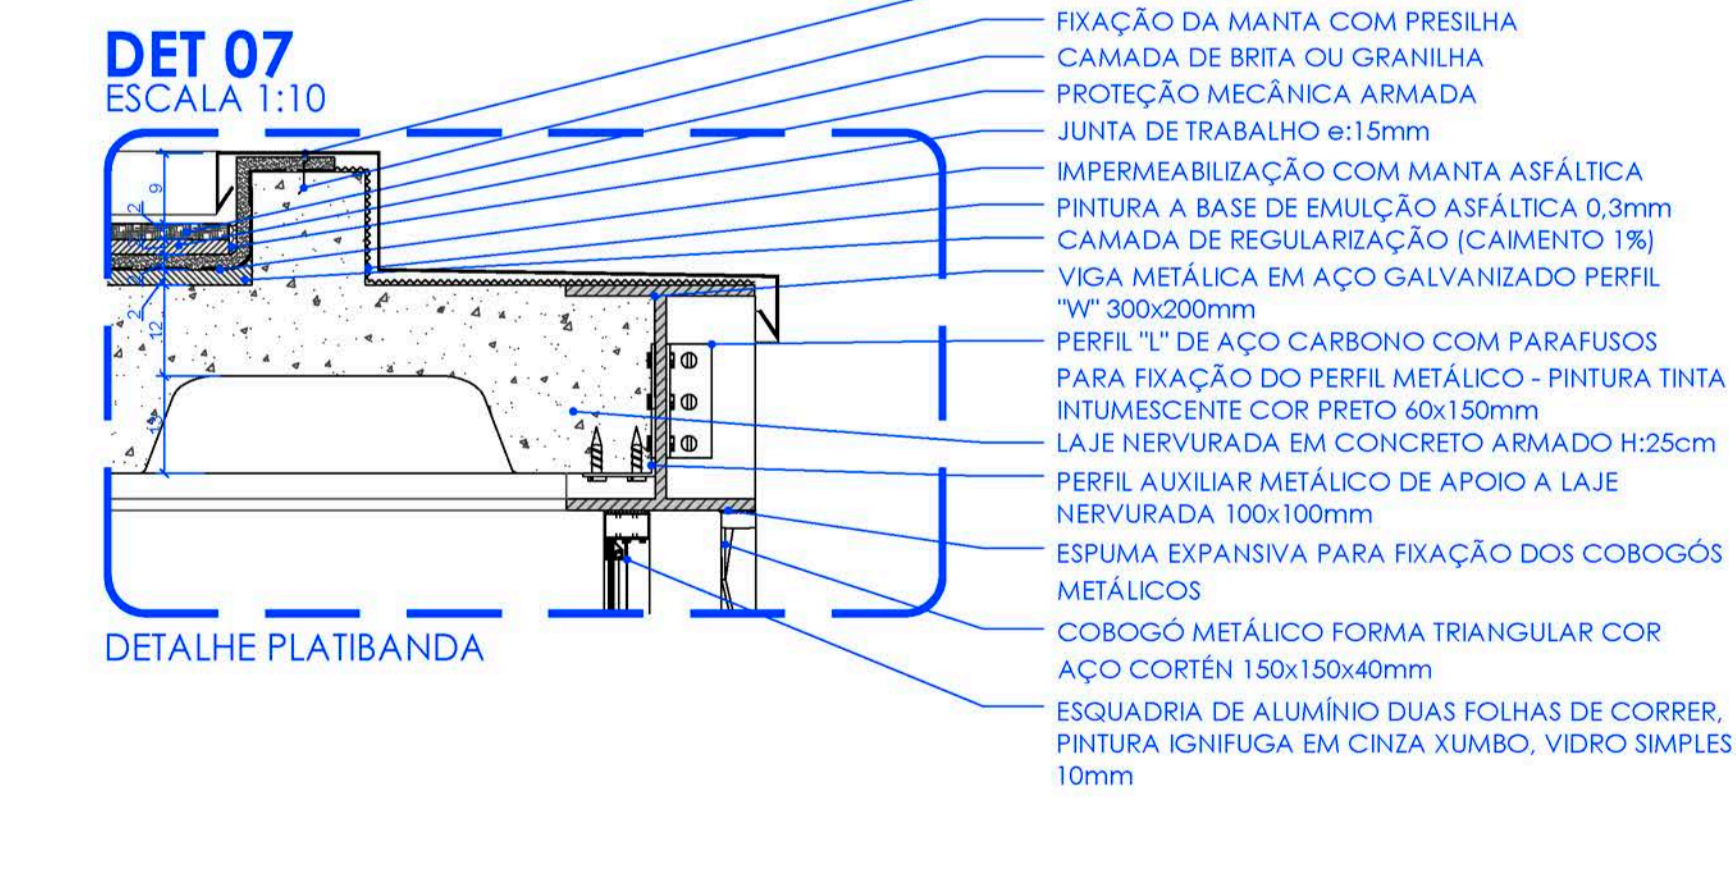 DET 07
ESCALA 1:10
FIXAÇÃO DA MANTA COM PRESILHA
CAMADA DE BRITA OU GRANILHA
PROTEÇÃO MECÂNICA ARMADA
JUNTA DE TRABALHO e:15mm
IMPERMEABILIZAÇÃO COM MANTA ASFÁLTICA
PINTURA A BASE DE EMULÇÃO ASFÁLTICA 0,3mm
CAMADA DE REGULARIZAÇÃO (CAIMENTO 1%)
VIGA METÁLICA EM AÇO GALVANIZADO PERFIL
"W" 300x200mm
PERFIL "L" DE AÇO CARBONO COM PARAFUSOS
PARA FIXAÇÃO DO PERFIL METÁLICO - PINTURA TINTA
INTUMESCENTE COR PRETO 60x150mm
LAJE NERVURADA EM CONCRETO ARMADO H:25cm
PERFIL AUXILIAR METÁLICO DE APOIO A LAJE
NERVURADA 100x100mm
ESPUMA EXPANSIVA PARA FIXAÇÃO DOS COBOGÓS
METÁLICOS
COBOGÓ METÁLICO FORMA TRIANGULAR COR
AÇO CORTÉN 150x150x40mm
ESQUADRIA DE ALUMÍNIO DUAS FOLHAS DE CORRER,
PINTURA IGNIFUGA EM CINZA XUMBO, VIDRO SIMPLES
10mm
9
2
2
12
13
DETALHE PLATIBANDA